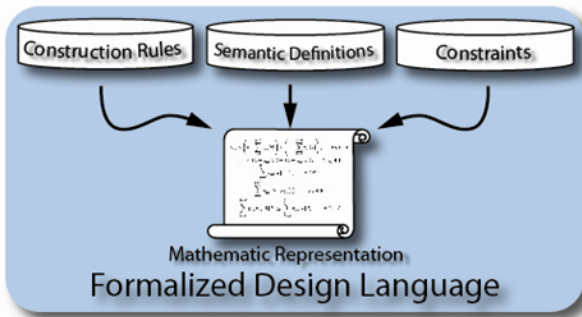 Construction Rules
Semantic Definitions
Constraints
Mathematic Representation
Formalized Design Language